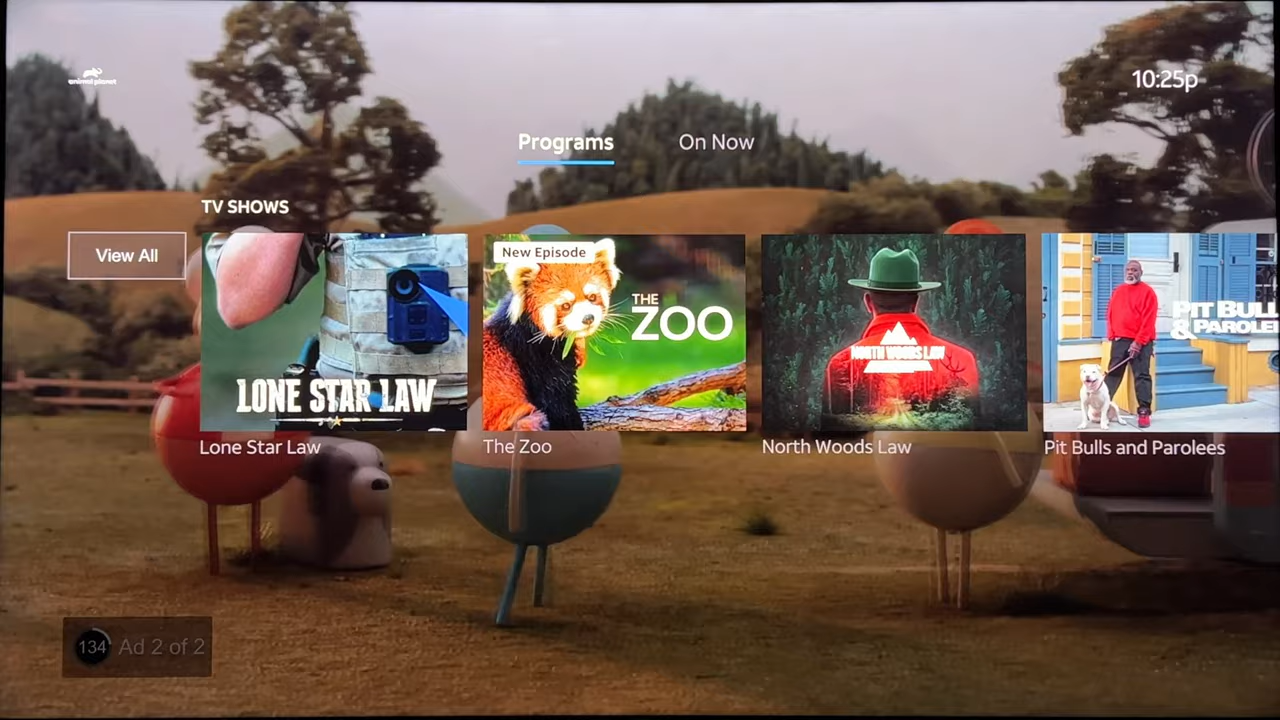 animal planet
10:25p
Programs
On Now
TV SHOWS
View All
LONE STAR LAW
New Episode
THE
ZOO
NORTH WOODS LAW
PIT BULL
& PAROLE
Lone Star Law
The Zoo
North Woods Law
Pit Bulls and Parolees
134
Ad 2 of 2